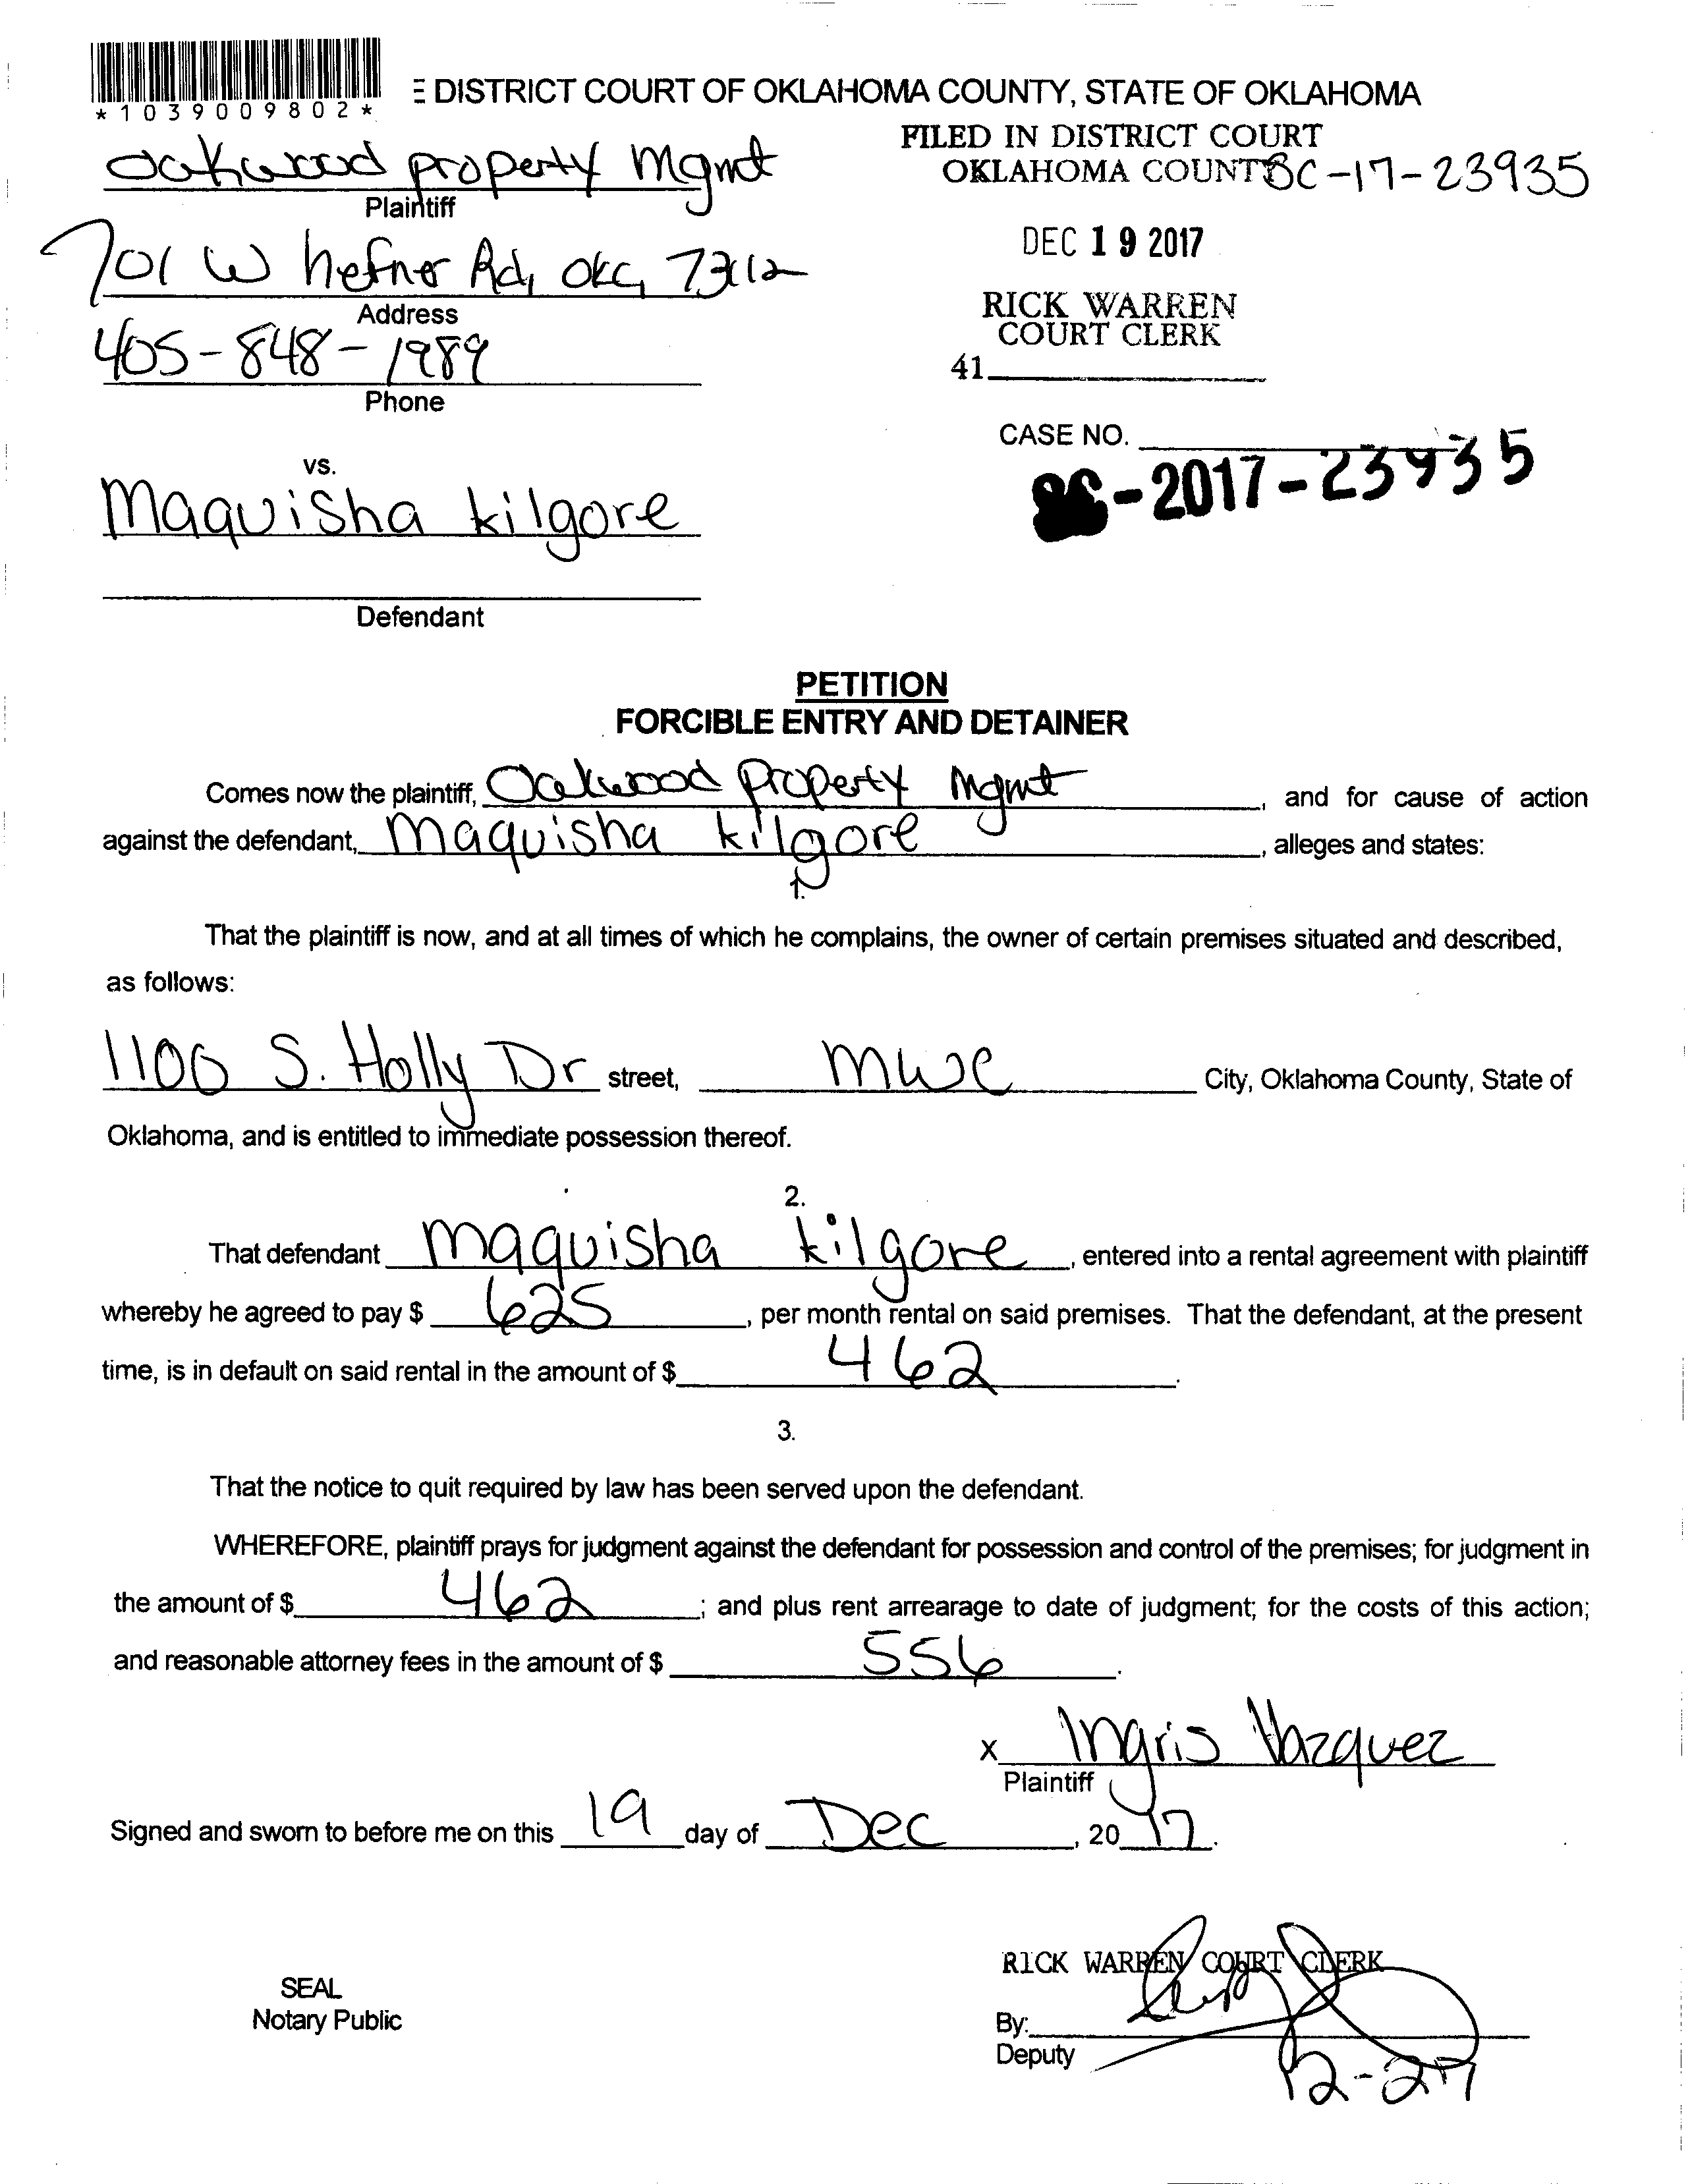 *1039009802*
E DISTRICT COURT OF OKLAHOMA COUNTY, STATE OF OKLAHOMA
FILED IN DISTRICT COURT
OKLAHOMA COUNTY SC-17-23935
Oakwood property Mgmt
Plaintiff
DEC 19 2017
701 W hefner Rd, OKC, 73112
Address
RICK WARREN
COURT CLERK
405-848-1989
41
Phone
CASE NO.
SC-2017-23935
vs.
Maquisha kilgore
Defendant
PETITION
FORCIBLE ENTRY AND DETAINER
Comes now the plaintiff, Oakwood Property Mgmt, and for cause of action
against the defendant, Maquisha kilgore, alleges and states:
1.
That the plaintiff is now, and at all times of which he complains, the owner of certain premises situated and described,
as follows:
1100 S. Holly Dr street, MWC City, Oklahoma County, State of
Oklahoma, and is entitled to immediate possession thereof.
2.
That defendant Maquisha kilgore, entered into a rental agreement with plaintiff
whereby he agreed to pay $ 625, per month rental on said premises. That the defendant, at the present
time, is in default on said rental in the amount of $ 462.
3.
That the notice to quit required by law has been served upon the defendant.
WHEREFORE, plaintiff prays for judgment against the defendant for possession and control of the premises; for judgment in
the amount of $ 462; and plus rent arrearage to date of judgment; for the costs of this action;
and reasonable attorney fees in the amount of $ 556.
x Ingris Vazquez
Plaintiff
Signed and sworn to before me on this 19 day of Dec, 20 17.
RICK WARREN COURT CLERK
SEAL
Notary Public
By:
Deputy
12-27